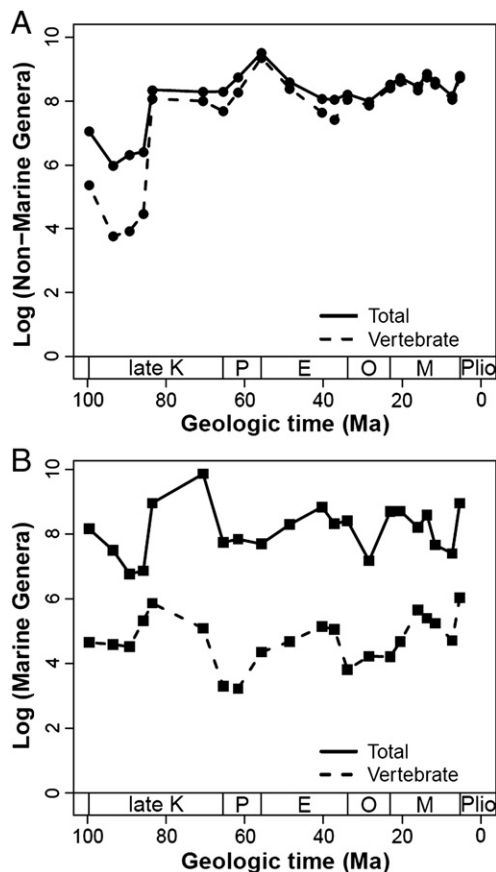 A
Log (Non−Marine Genera)
10
8
6
4
2
0
Total
Vertebrate
late K P E O M Plio
100 80 60 40 20 0
Geologic time (Ma)
B
Log (Marine Genera)
10
8
6
4
2
0
Total
Vertebrate
late K P E O M Plio
100 80 60 40 20 0
Geologic time (Ma)